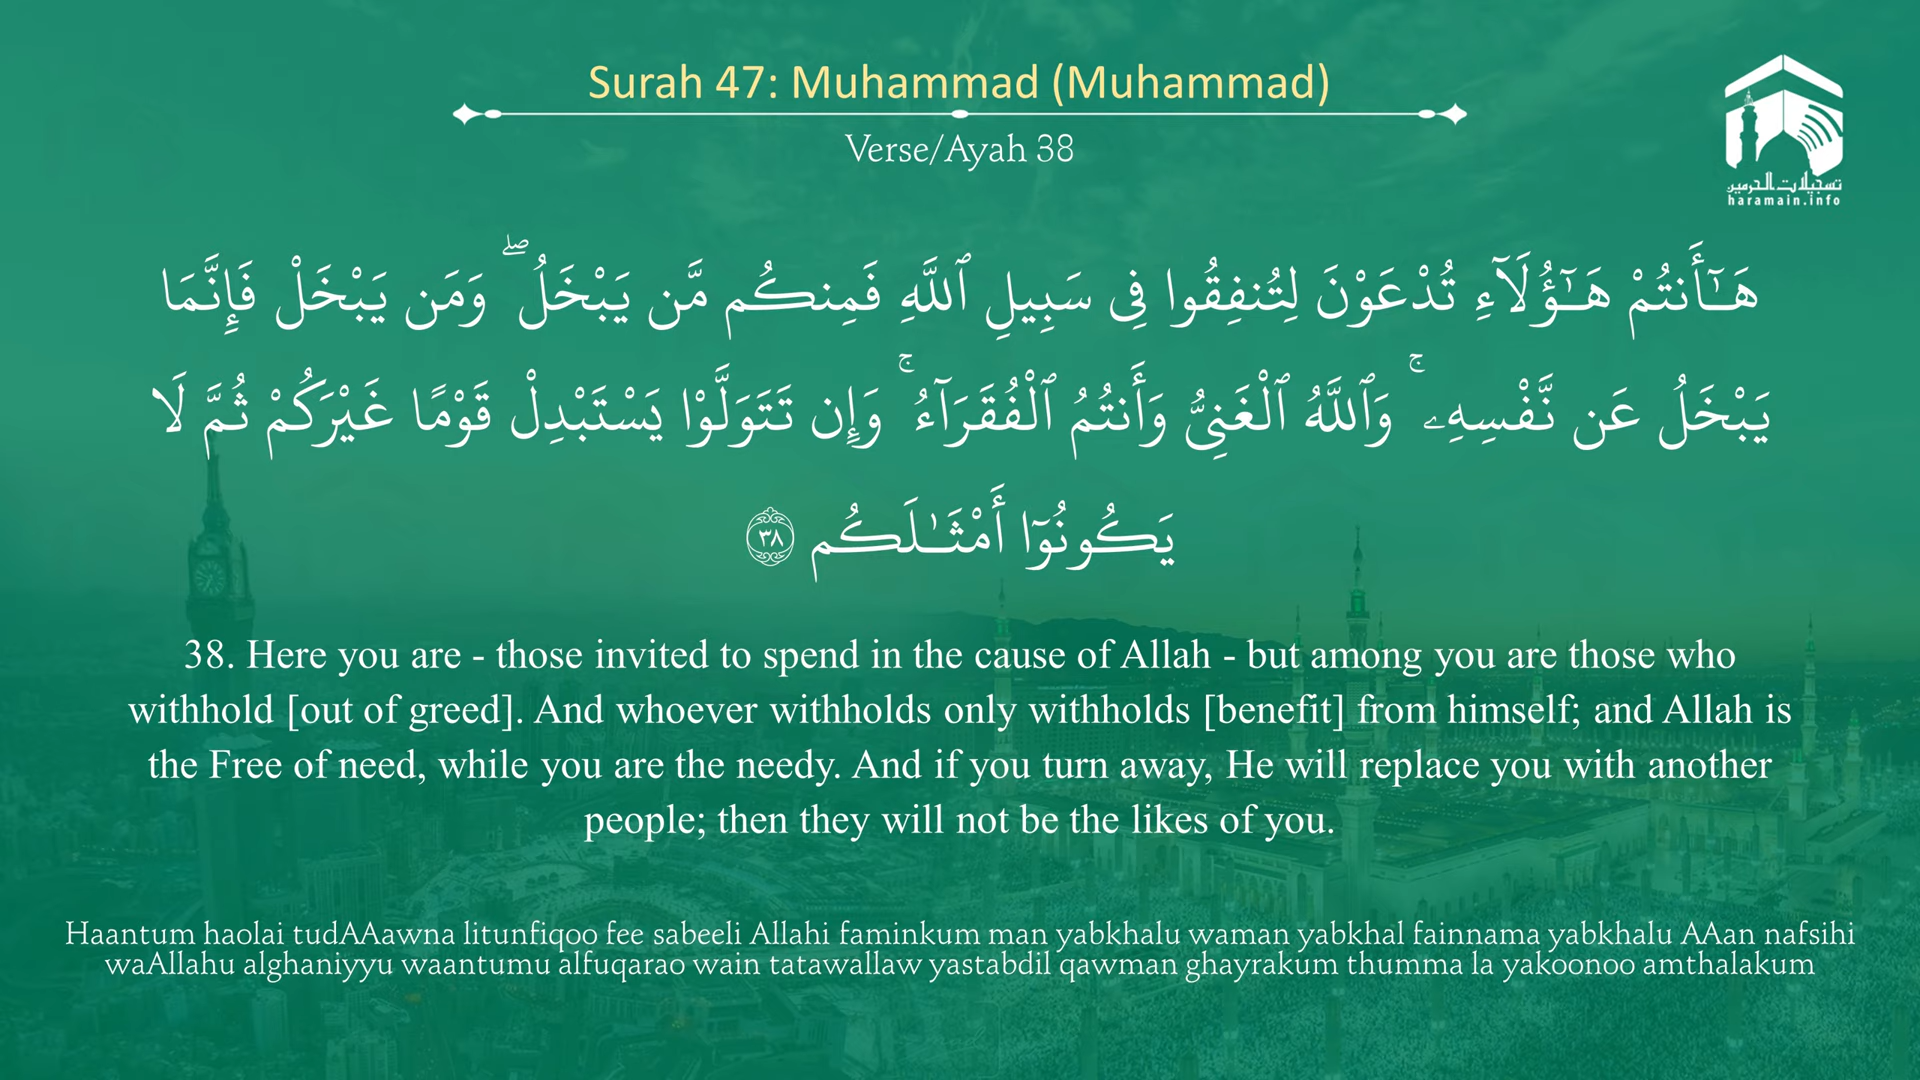 Surah 47: Muhammad (Muhammad)
Verse/Ayah 38
تسجيلات الحرمين
haramain.info
هَـٰٓأَنتُمْ هَـٰٓؤُلَآءِ تُدْعَوْنَ لِتُنفِقُوا فِى سَبِيلِ ٱللَّهِ فَمِنكُم مَّن يَبْخَلُ ۖ وَمَن يَبْخَلْ فَإِنَّمَا
يَبْخَلُ عَن نَّفْسِهِۦ ۚ وَٱللَّهُ ٱلْغَنِىُّ وَأَنتُمُ ٱلْفُقَرَآءُ ۚ وَإِن تَتَوَلَّوْا يَسْتَبْدِلْ قَوْمًا غَيْرَكُمْ ثُمَّ لَا
يَكُونُوٓا أَمْثَـٰلَكُم ٣٨
38. Here you are - those invited to spend in the cause of Allah - but among you are those who
withhold [out of greed]. And whoever withholds only withholds [benefit] from himself; and Allah is
the Free of need, while you are the needy. And if you turn away, He will replace you with another
people; then they will not be the likes of you.
Haantum haolai tudAAawna litunfiqoo fee sabeeli Allahi faminkum man yabkhalu waman yabkhal fainnama yabkhalu AAan nafsihi
waAllahu alghaniyyu waantumu alfuqarao wain tatawallaw yastabdil qawman ghayrakum thumma la yakoonoo amthalakum